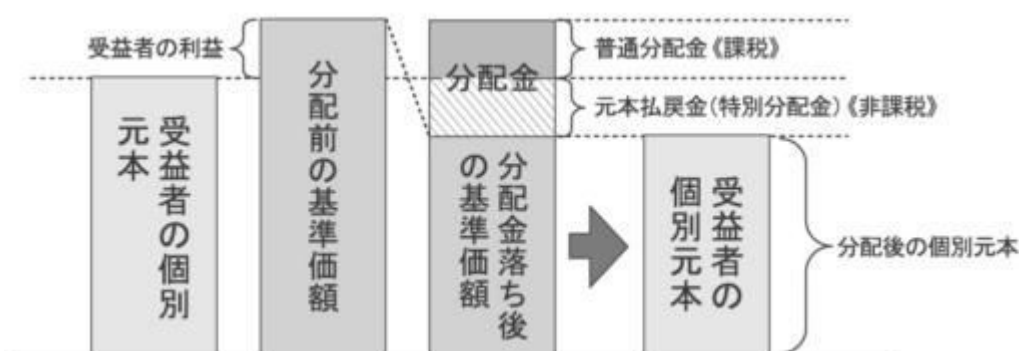 受益者の利益
受益者の個別
元本
分配前の基準価額
分配金
分配金落ち後
の基準価額
普通分配金《課税》
元本払戻金(特別分配金)《非課税》
受益者の
個別元本
分配後の個別元本